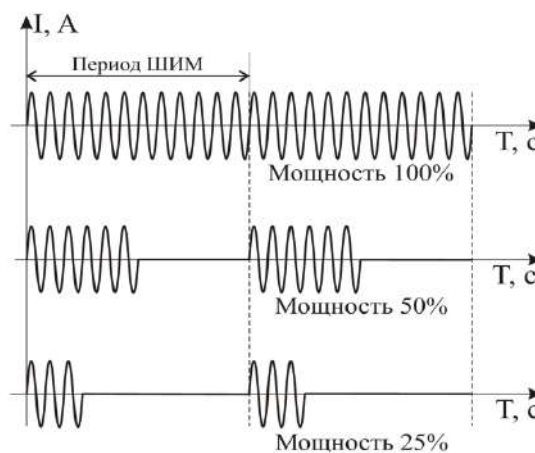 I, А
Период ШИМ
Т, с
Мощность 100%
Т, с
Мощность 50%
Т, с
Мощность 25%